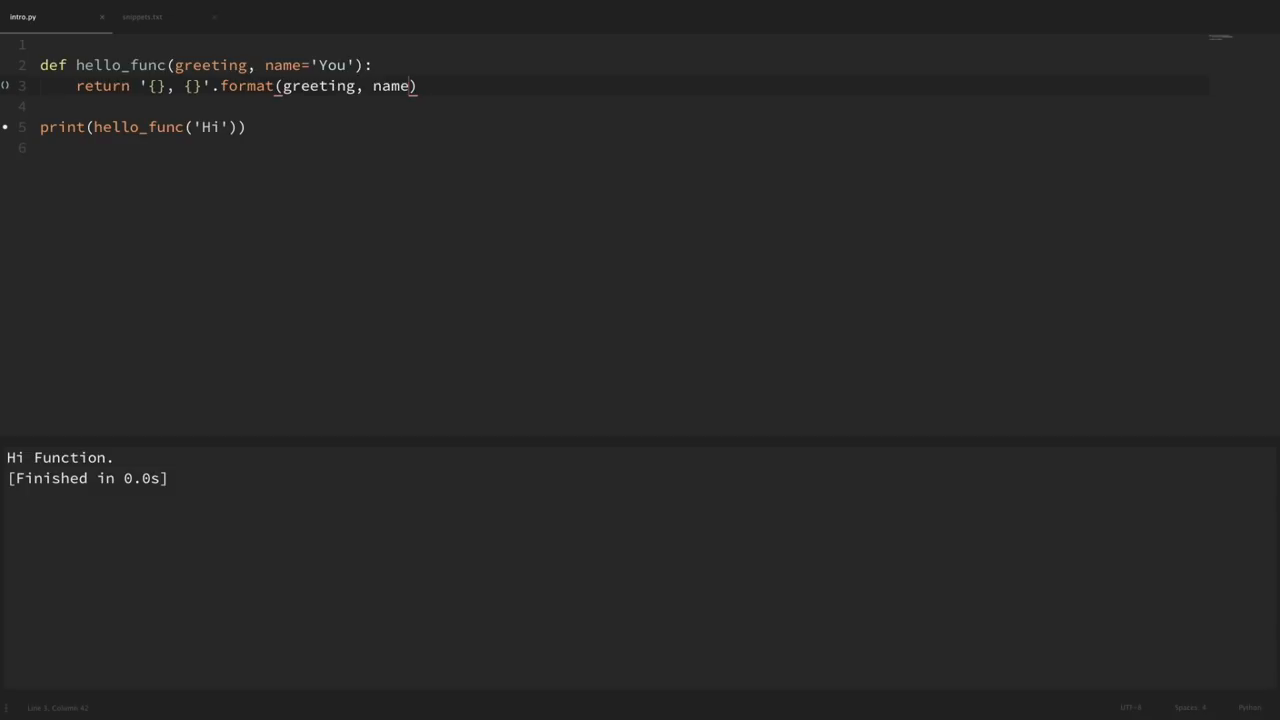 intro.py × snippets.txt ×
1
2 def hello_func(greeting, name='You'):
3 return '{}, {}'.format(greeting, name)
4
5 print(hello_func('Hi'))
6
Hi Function.
[Finished in 0.0s]
Line 3, Column 42 UTF-8 Spaces: 4 Python